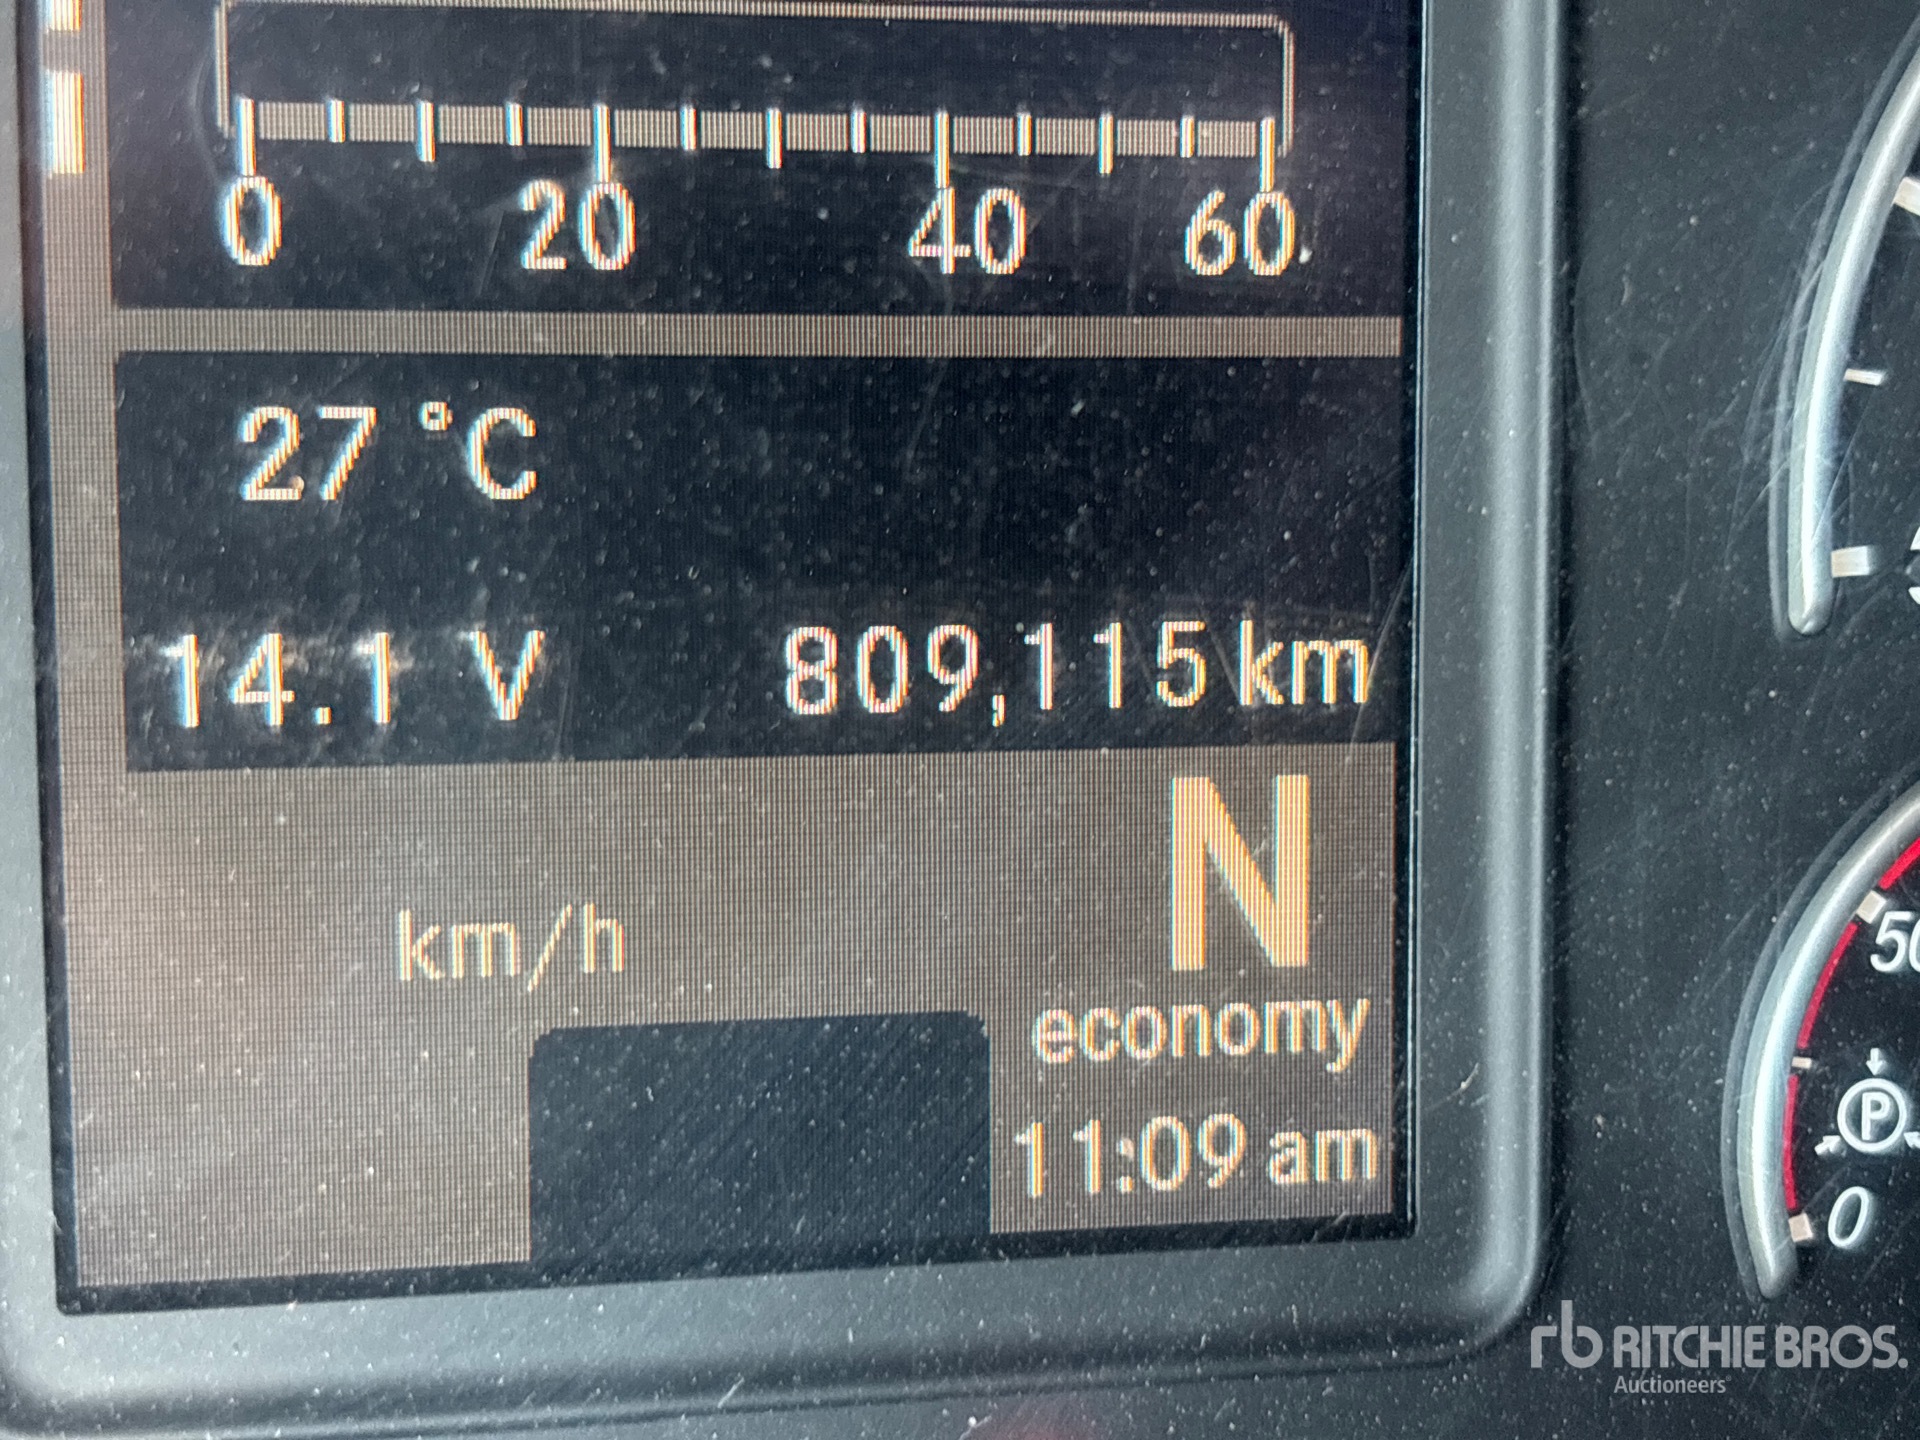 0 20 40 60
27 °C
14.1 V 809,115 km
N
km/h
economy
11:09 am
50
P
0
rb RITCHIE BROS.
Auctioneers